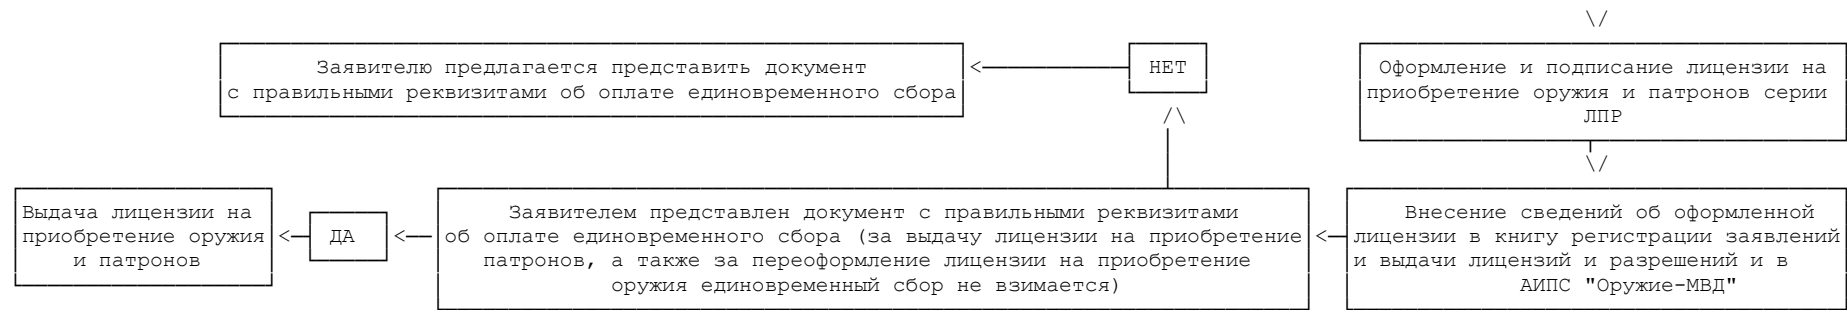 Заявителю предлагается представить документ
с правильными реквизитами об оплате единовременного сбора
НЕТ
Оформление и подписание лицензии на
приобретение оружия и патронов серии
ЛПР
Выдача лицензии на
приобретение оружия
и патронов
ДА
Заявителем представлен документ с правильными реквизитами
об оплате единовременного сбора (за выдачу лицензии на приобретение
патронов, а также за переоформление лицензии на приобретение
оружия единовременный сбор не взимается)
Внесение сведений об оформленной
лицензии в книгу регистрации заявлений
и выдачи лицензий и разрешений и в
АИПС "Оружие-МВД"